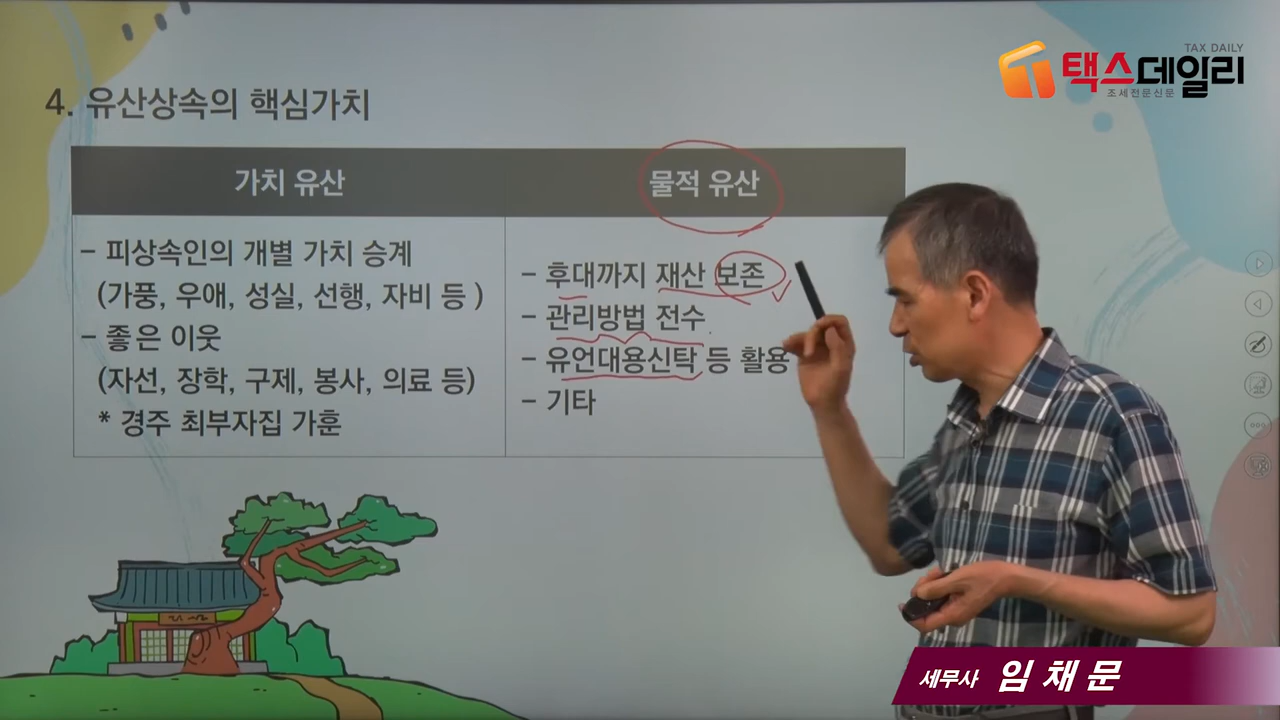 TAX DAILY
택스데일리
조세전문신문
4. 유산상속의 핵심가치
가치 유산
물적 유산
- 피상속인의 개별 가치 승계
(가풍, 우애, 성실, 선행, 자비 등 )
- 좋은 이웃
(자선, 장학, 구제, 봉사, 의료 등)
* 경주 최부자집 가훈
- 후대까지 재산 보존
- 관리방법 전수
- 유언대용신탁 등 활용
- 기타
세무사 임채문